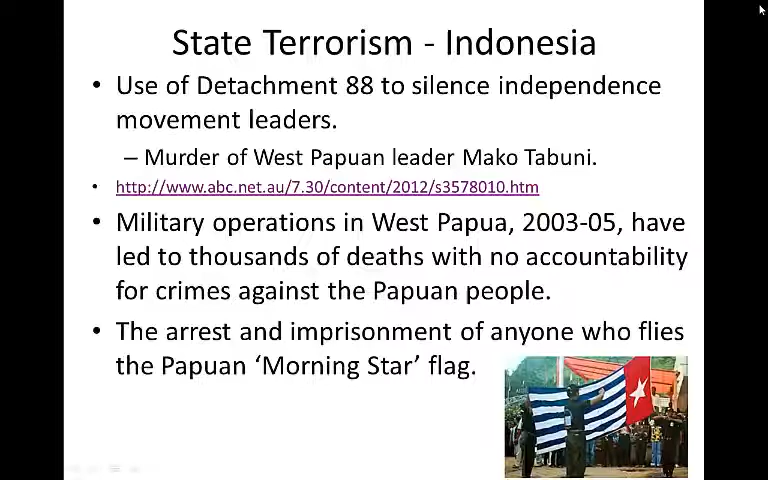 State Terrorism - Indonesia
• Use of Detachment 88 to silence independence
movement leaders.
– Murder of West Papuan leader Mako Tabuni.
• http://www.abc.net.au/7.30/content/2012/s3578010.htm
• Military operations in West Papua, 2003-05, have
led to thousands of deaths with no accountability
for crimes against the Papuan people.
• The arrest and imprisonment of anyone who flies
the Papuan ‘Morning Star’ flag.